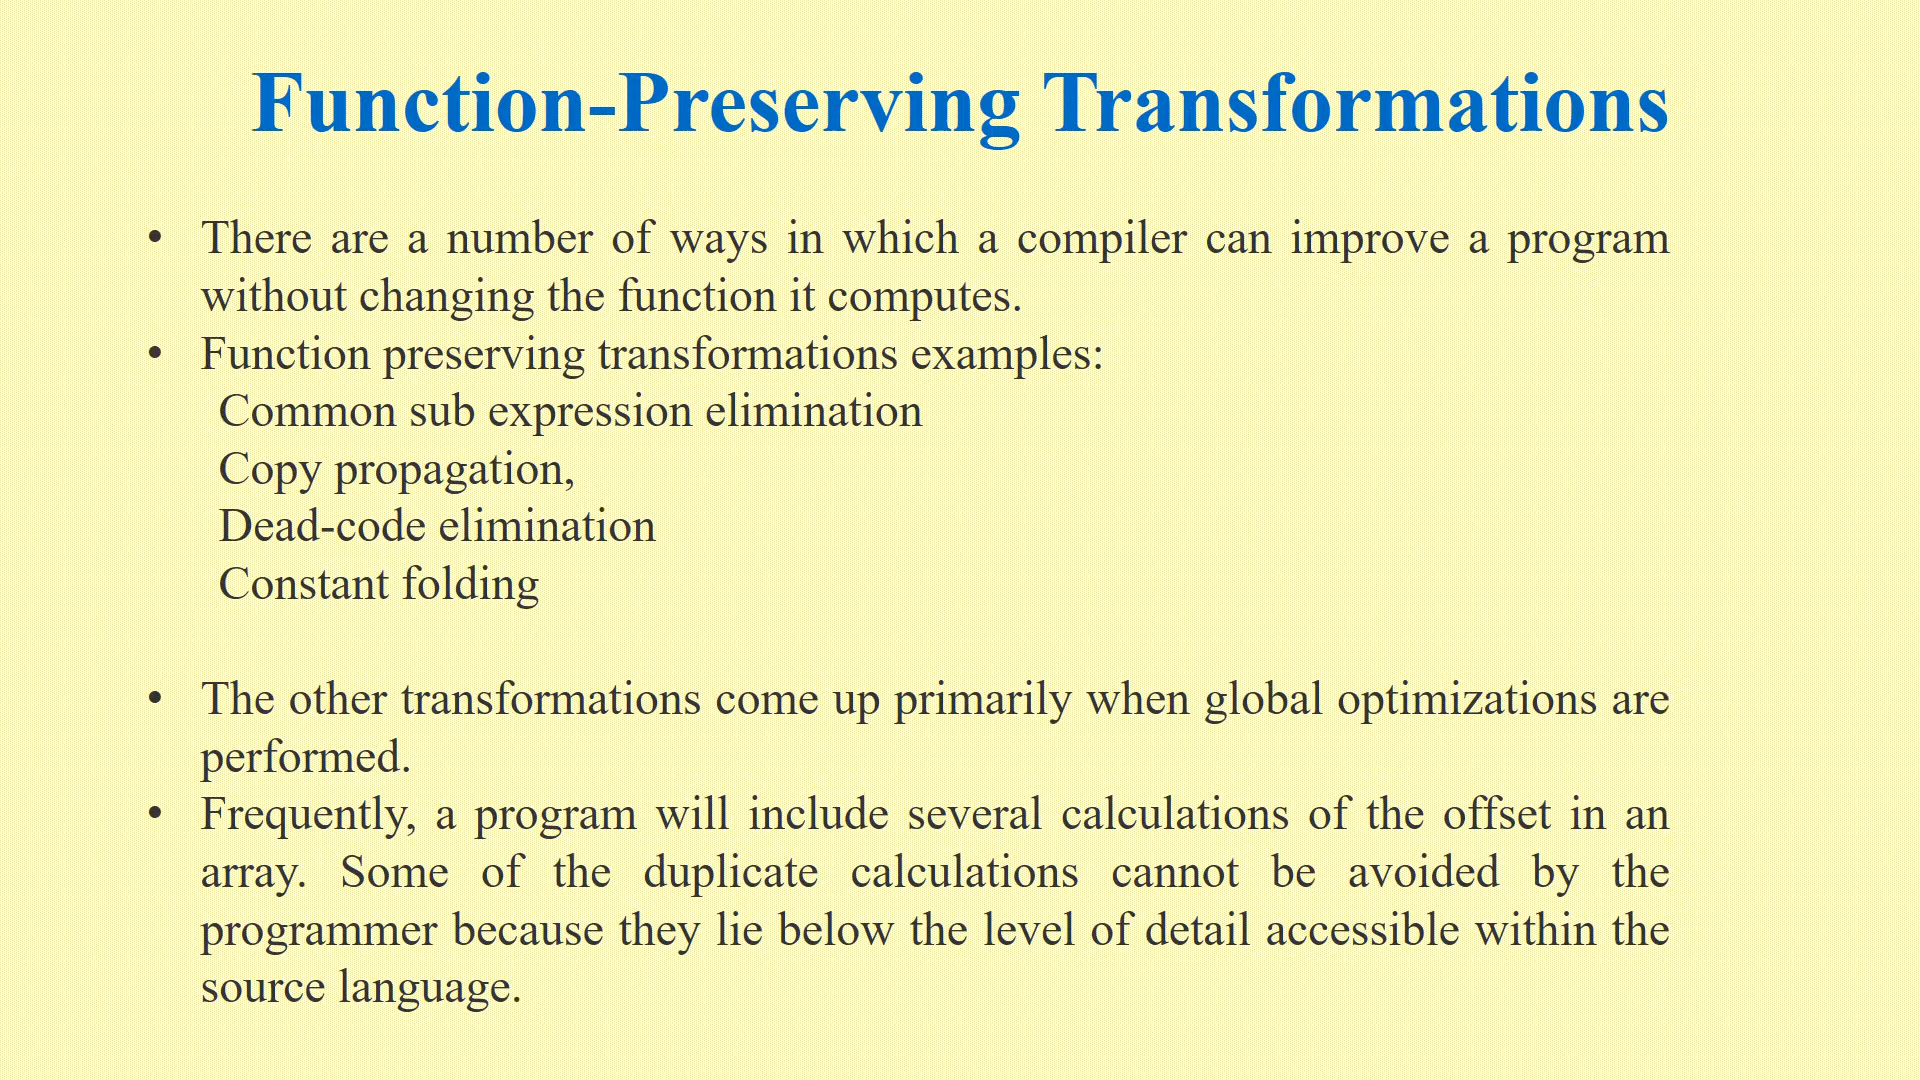 Function-Preserving Transformations
• There are a number of ways in which a compiler can improve a program
without changing the function it computes.
• Function preserving transformations examples:
Common sub expression elimination
Copy propagation,
Dead-code elimination
Constant folding
• The other transformations come up primarily when global optimizations are
performed.
• Frequently, a program will include several calculations of the offset in an
array. Some of the duplicate calculations cannot be avoided by the
programmer because they lie below the level of detail accessible within the
source language.